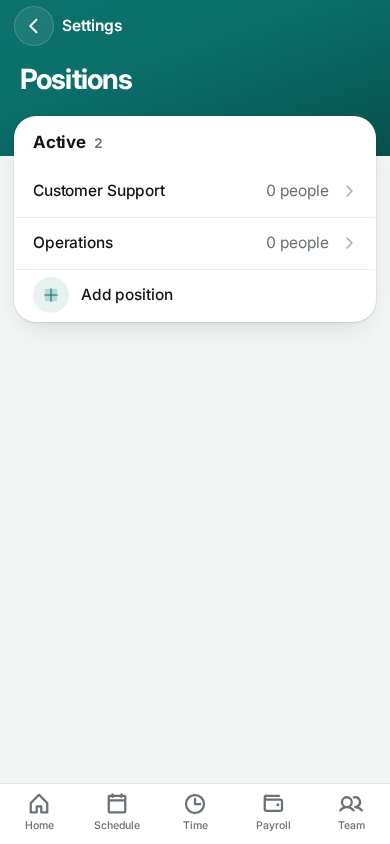 Settings
Positions
Active 2
Customer Support 0 people
Operations 0 people
Add position
Home Schedule Time Payroll Team